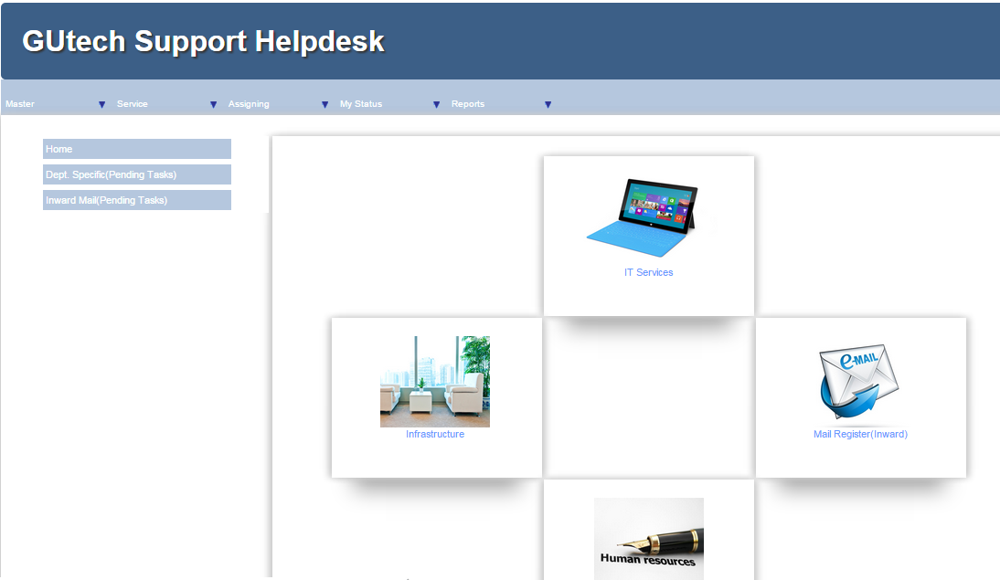 GUtech Support Helpdesk
Master ▼ Service ▼ Assigning ▼ My Status ▼ Reports ▼
Home
Dept. Specific(Pending Tasks)
Inward Mail(Pending Tasks)
IT Services
e-MAIL
Infrastructure
Mail Register(Inward)
Human resources